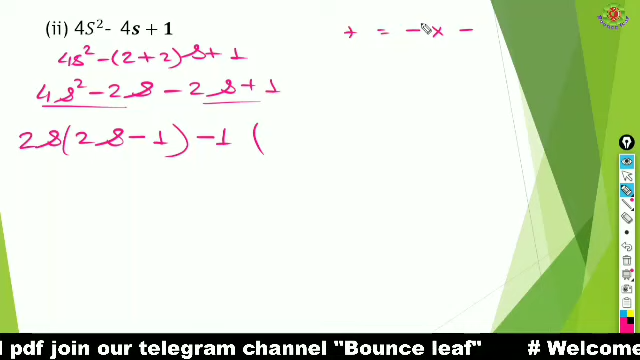 (ii) 4S²- 4s + 1
+ = - x -
4s² - (2+2)s + 1
4s² - 2s - 2s + 1
2s(2s - 1) - 1 (
l pdf join our telegram channel "Bounce leaf" # Welcome